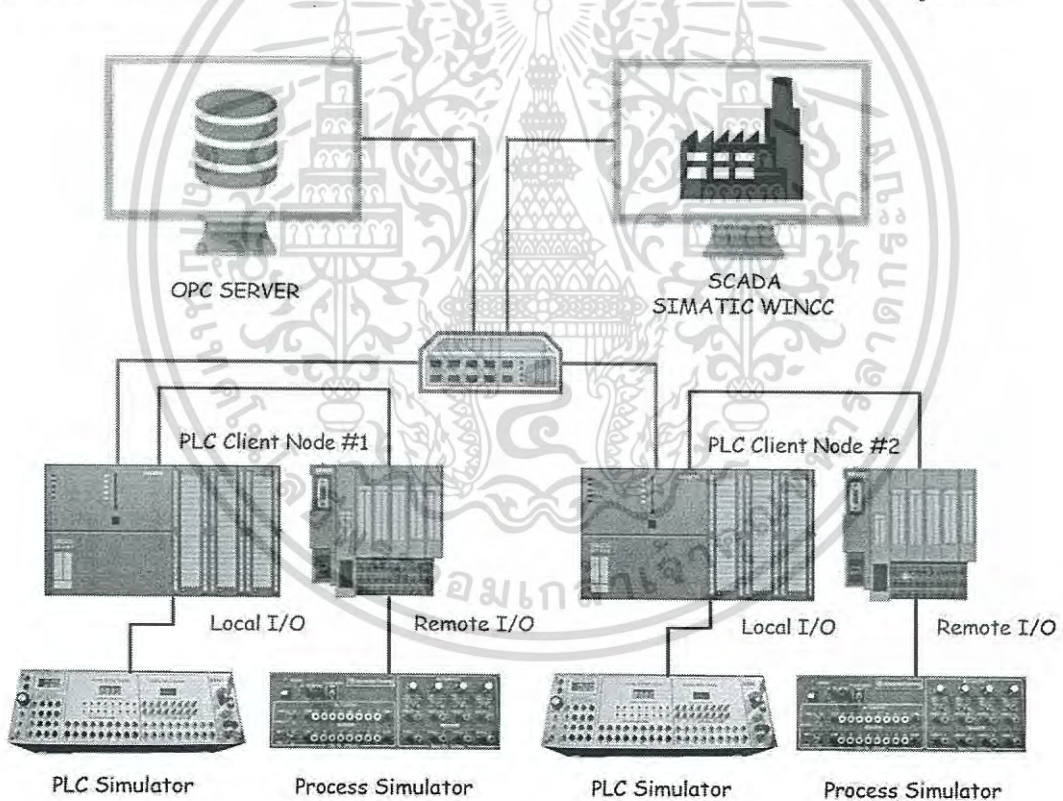 OPC SERVER
SCADA
SIMATIC WINCC
PLC Client Node #1
PLC Client Node #2
Local I/O
Remote I/O
Local I/O
Remote I/O
PLC Simulator
Process Simulator
PLC Simulator
Process Simulator